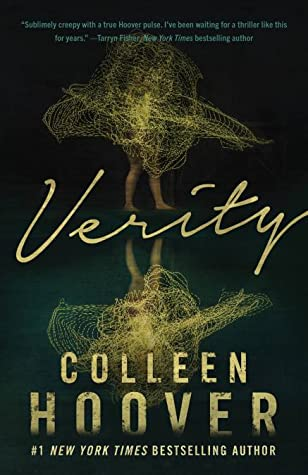 “Sublimely creepy with a true Hoover pulse. I've been waiting for a thriller like this
for years.” —Tarryn Fisher, New York Times bestselling author
Verity
COLLEEN
HOOVER
#1 NEW YORK TIMES BESTSELLING AUTHOR